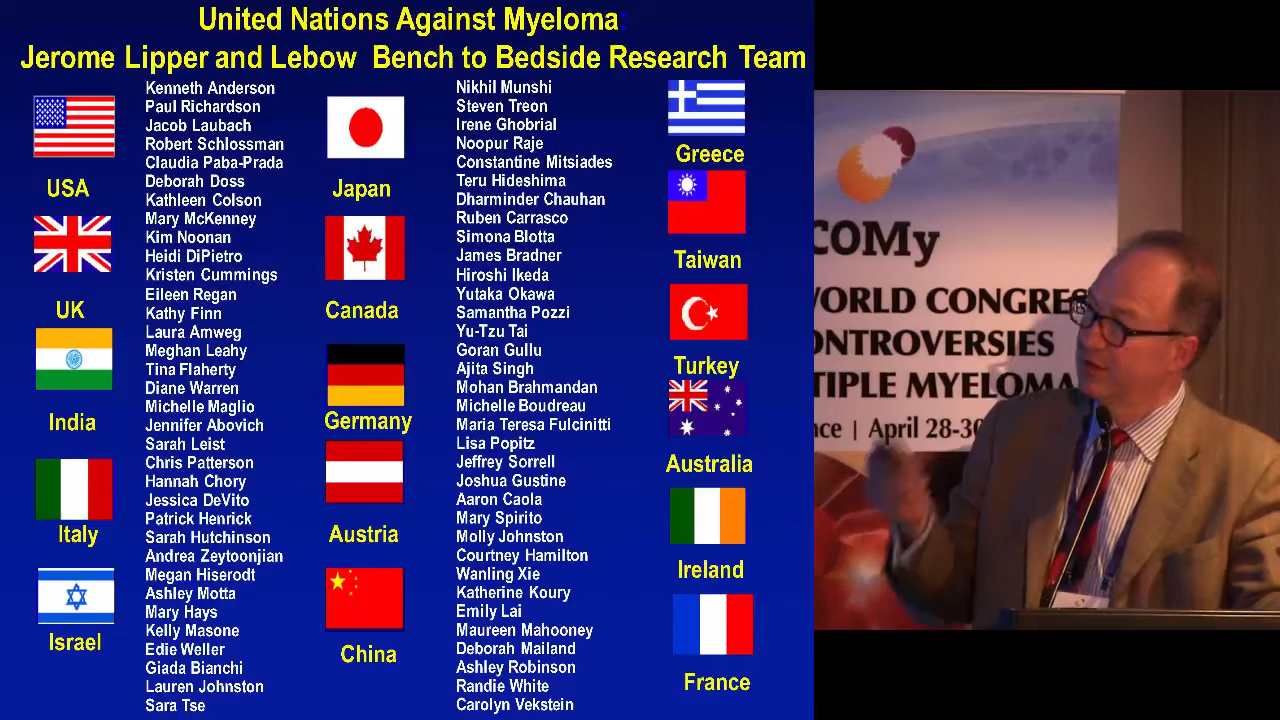 United Nations Against Myeloma:
Jerome Lipper and Lebow Bench to Bedside Research Team
USA
UK
India
Italy
Israel
Kenneth Anderson
Paul Richardson
Jacob Laubach
Robert Schlossman
Claudia Paba-Prada
Deborah Doss
Kathleen Colson
Mary McKenney
Kim Noonan
Heidi DiPietro
Kristen Cummings
Eileen Regan
Kathy Finn
Laura Amweg
Meghan Leahy
Tina Flaherty
Diane Warren
Michelle Maglio
Jennifer Abovich
Sarah Leist
Chris Patterson
Hannah Chory
Jessica DeVito
Patrick Henrick
Sarah Hutchinson
Andrea Zeytoonjian
Megan Hiserodt
Ashley Motta
Mary Hays
Kelly Masone
Edie Weller
Giada Bianchi
Lauren Johnston
Sara Tse
Japan
Canada
Germany
Austria
China
Nikhil Munshi
Steven Treon
Irene Ghobrial
Noopur Raje
Constantine Mitsiades
Teru Hideshima
Dharminder Chauhan
Ruben Carrasco
Simona Blotta
James Bradner
Hiroshi Ikeda
Yutaka Okawa
Samantha Pozzi
Yu-Tzu Tai
Goran Gullu
Ajita Singh
Mohan Brahmandan
Michelle Boudreau
Maria Teresa Fulcinitti
Lisa Popitz
Jeffrey Sorrell
Joshua Gustine
Aaron Caola
Mary Spirito
Molly Johnston
Courtney Hamilton
Wanling Xie
Katherine Koury
Emily Lai
Maureen Mahooney
Deborah Mailand
Ashley Robinson
Randie White
Carolyn Vekstein
Greece
Taiwan
Turkey
Australia
Ireland
France
COMy
WORLD CONGRES
ONTROVERSIES
TIPLE MYELOMA
nce | April 28-30